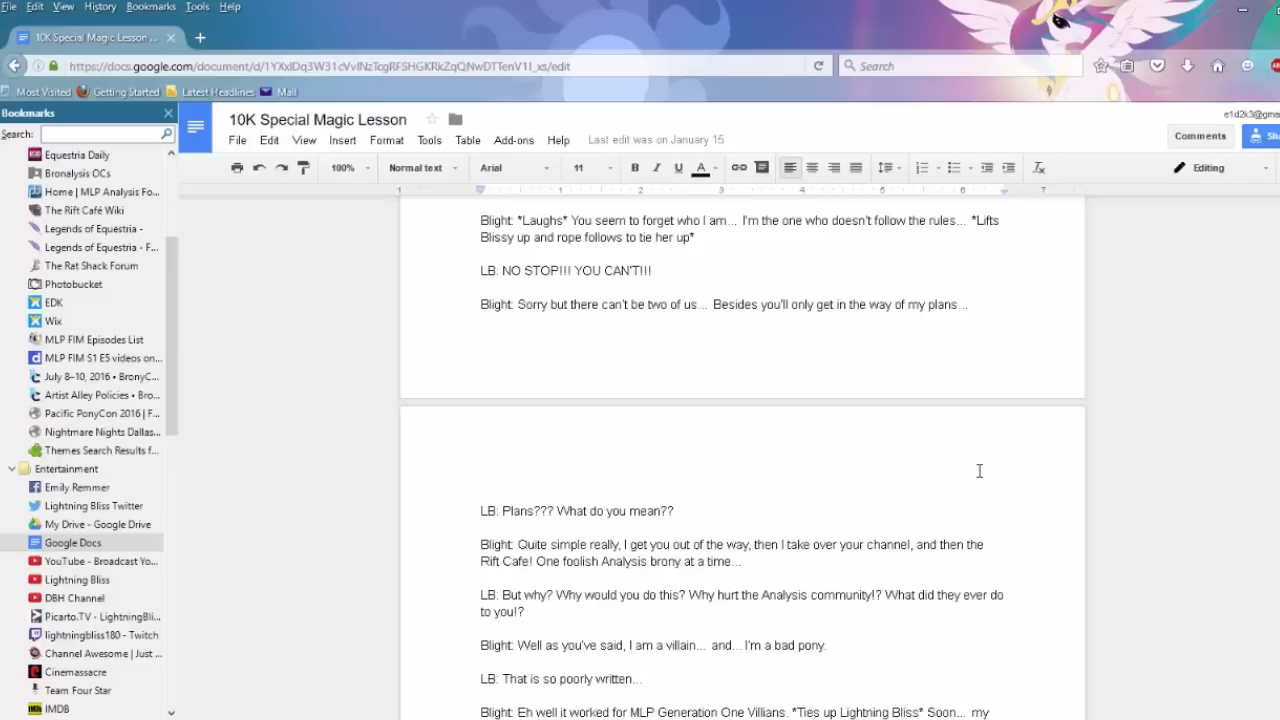 File Edit View History Bookmarks Tools Help
10K Special Magic Lesson ...
Search
Most Visited Getting Started Latest Headlines Mail
Bookmarks
Search:
10K Special Magic Lesson
e1d2k3@gma
File Edit View Insert Format Tools Table Add-ons Help Last edit was on January 15
Comments
Sha
100% Normal text Arial 11 B I U A Editing
1 1 2 3 4 5 6 7
Equestria Daily
Bronalysis OCs
Home | MLP Analysis Fo...
The Rift Café Wiki
Legends of Equestria -
Legends of Equestria - F...
The Rat Shack Forum
Photobucket
EDK
Wix
MLP FIM Episodes List
MLP FIM S1 E5 videos on...
July 8–10, 2016 • BronyC...
Artist Alley Policies • Bro...
Pacific PonyCon 2016 | F...
Nightmare Nights Dallas...
Themes Search Results f...
Entertainment
Emily Remmer
Lightning Bliss Twitter
My Drive - Google Drive
Google Docs
YouTube - Broadcast Yo...
Lightning Bliss
DBH Channel
Picarto.TV - LightningBli...
lightningbliss180 - Twitch
Channel Awesome | Just ...
Cinemassacre
Team Four Star
IMDB
Blight: *Laughs* You seem to forget who I am... I'm the one who doesn't follow the rules... *Lifts
Blissy up and rope follows to tie her up*
LB: NO STOP!!! YOU CAN'T!!!
Blight: Sorry but there can't be two of us... Besides you'll only get in the way of my plans...
LB: Plans??? What do you mean??
Blight: Quite simple really, I get you out of the way, then I take over your channel, and then the
Rift Cafe! One foolish Analysis brony at a time...
LB: But why? Why would you do this? Why hurt the Analysis community!? What did they ever do
to you!?
Blight: Well as you've said, I am a villain... and... I'm a bad pony.
LB: That is so poorly written...
Blight: Eh well it worked for MLP Generation One Villians. *Ties up Lightning Bliss* Soon... my